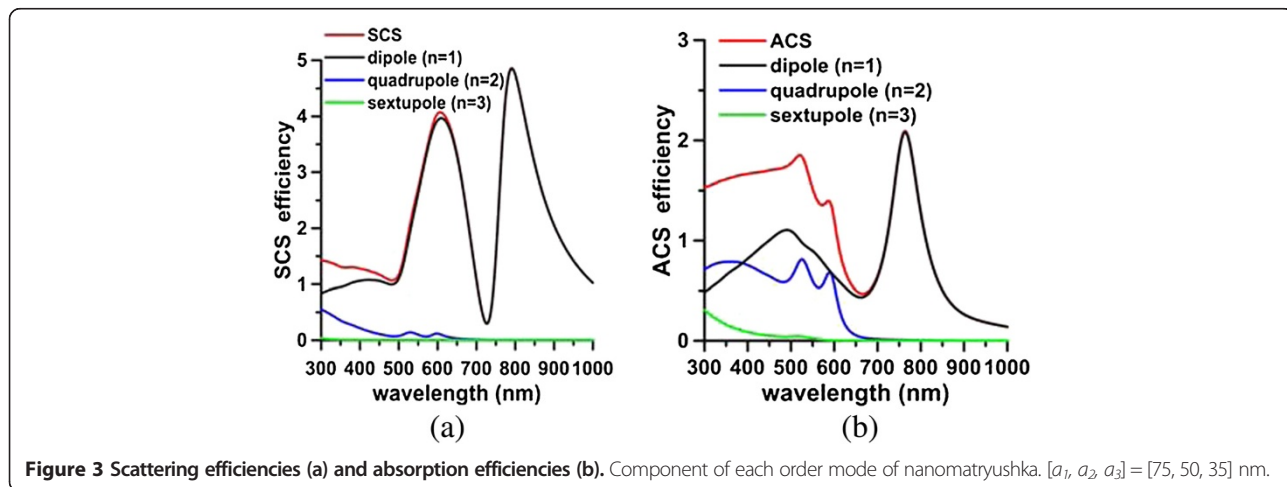 SCS
dipole (n=1)
quadrupole (n=2)
sextupole (n=3)
5
4
3
2
1
0
SCS efficiency
300 400 500 600 700 800 900 1000
wavelength (nm)
(a)
ACS
dipole (n=1)
quadrupole (n=2)
sextupole (n=3)
3
2
1
0
ACS efficiency
300 400 500 600 700 800 900 1000
wavelength (nm)
(b)
Figure 3 Scattering efficiencies (a) and absorption efficiencies (b). Component of each order mode of nanomatryushka. [a₁, a₂, a₃] = [75, 50, 35] nm.